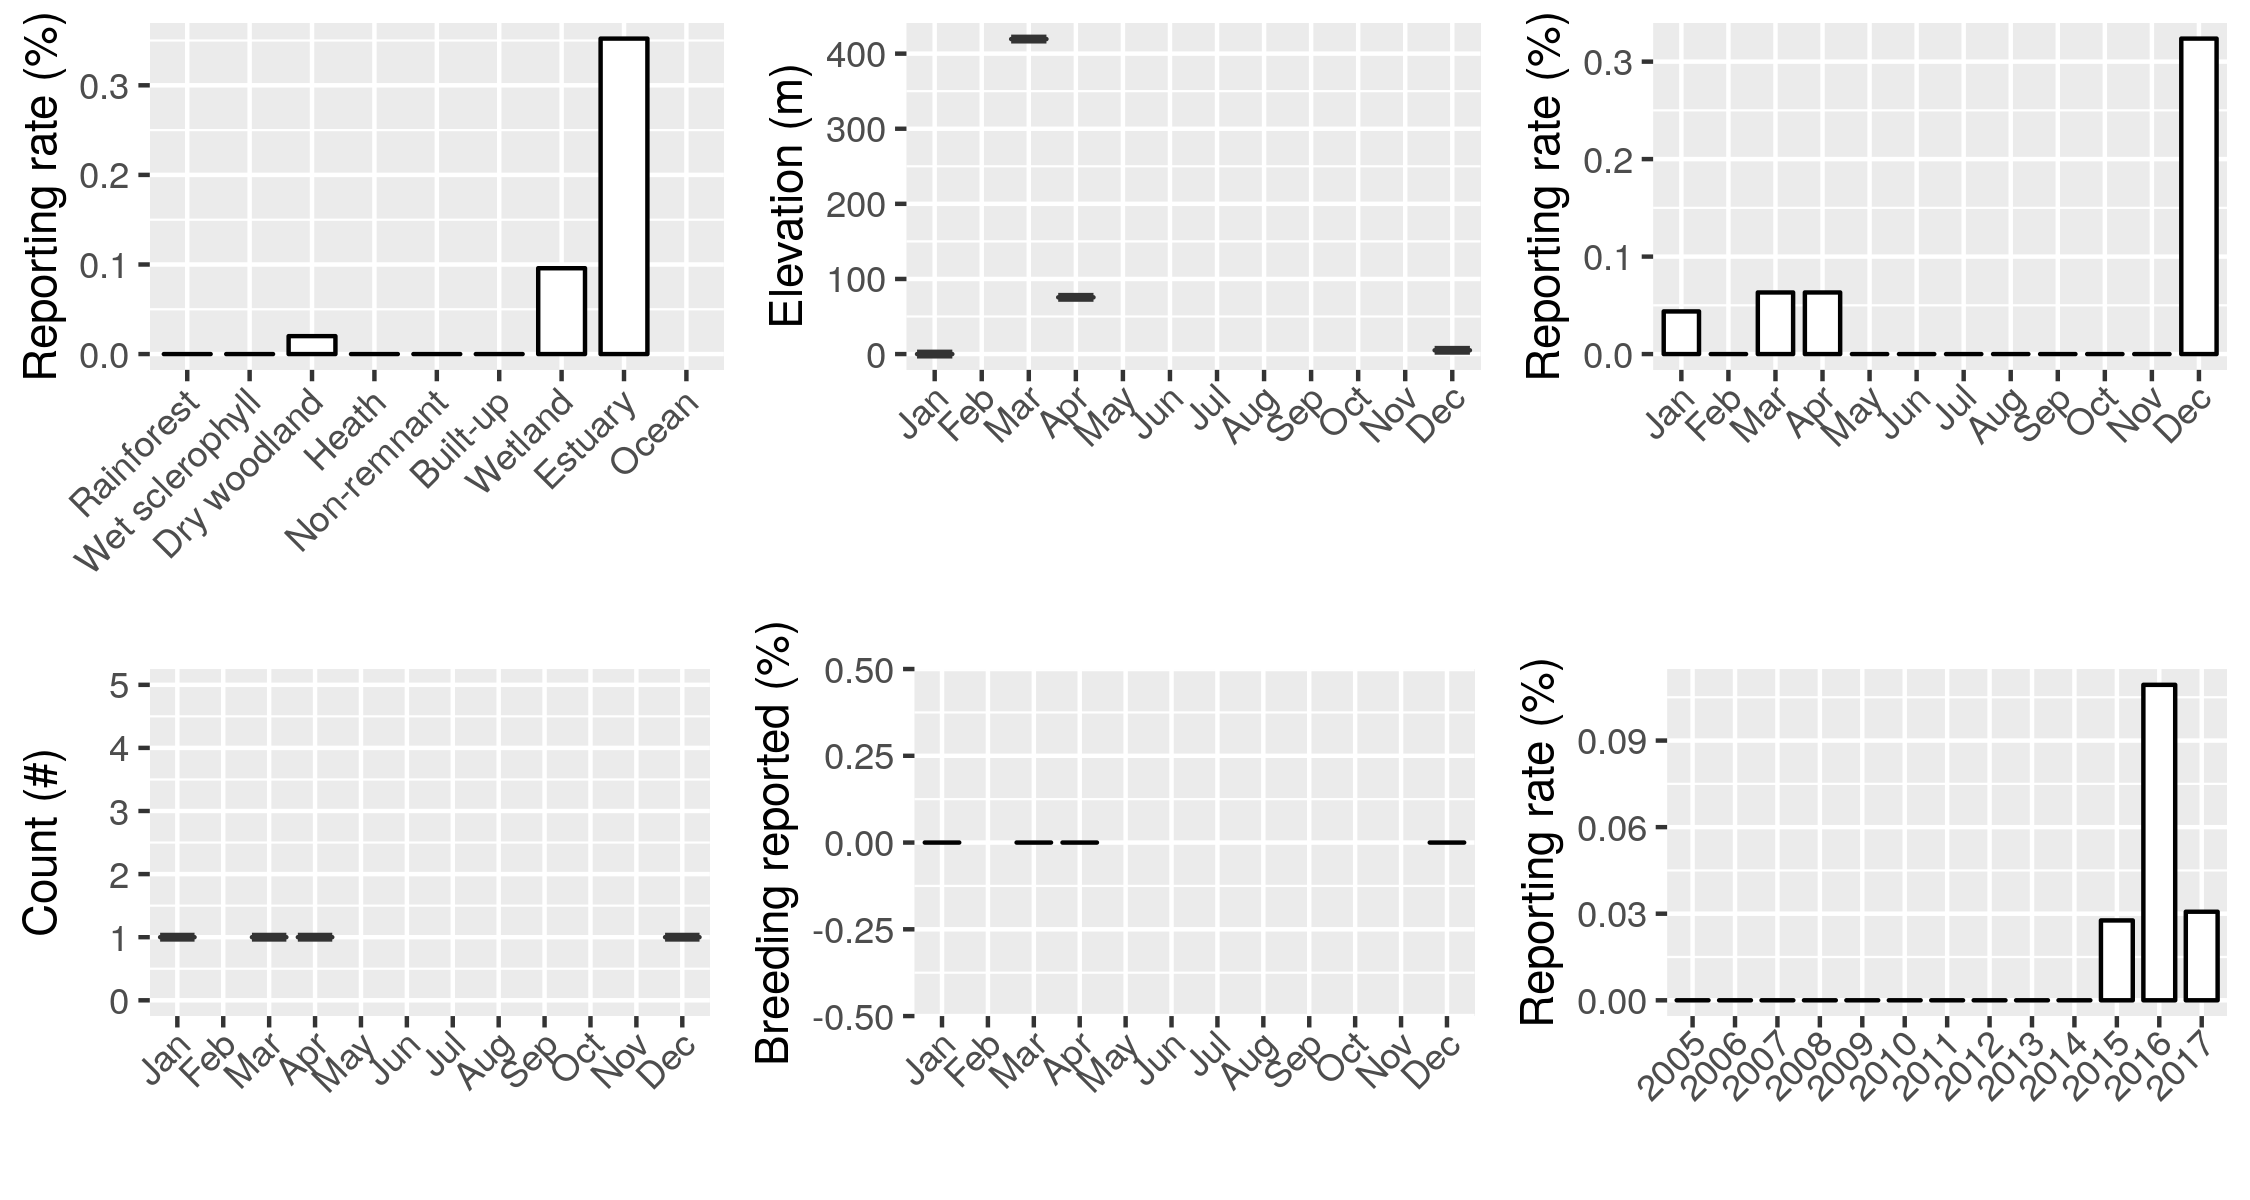 Reporting rate (%)
0.3
0.2
0.1
0.0
Rainforest
Wet sclerophyll
Dry woodland
Heath
Non-remnant
Built-up
Wetland
Estuary
Ocean
Elevation (m)
400
300
200
100
0
Jan
Feb
Mar
Apr
May
Jun
Jul
Aug
Sep
Oct
Nov
Dec
Reporting rate (%)
0.3
0.2
0.1
0.0
Jan
Feb
Mar
Apr
May
Jun
Jul
Aug
Sep
Oct
Nov
Dec
Count (#)
5
4
3
2
1
0
Jan
Feb
Mar
Apr
May
Jun
Jul
Aug
Sep
Oct
Nov
Dec
Breeding reported (%)
0.50
0.25
0.00
-0.25
-0.50
Jan
Feb
Mar
Apr
May
Jun
Jul
Aug
Sep
Oct
Nov
Dec
Reporting rate (%)
0.09
0.06
0.03
0.00
2005
2006
2007
2008
2009
2010
2011
2012
2013
2014
2015
2016
2017